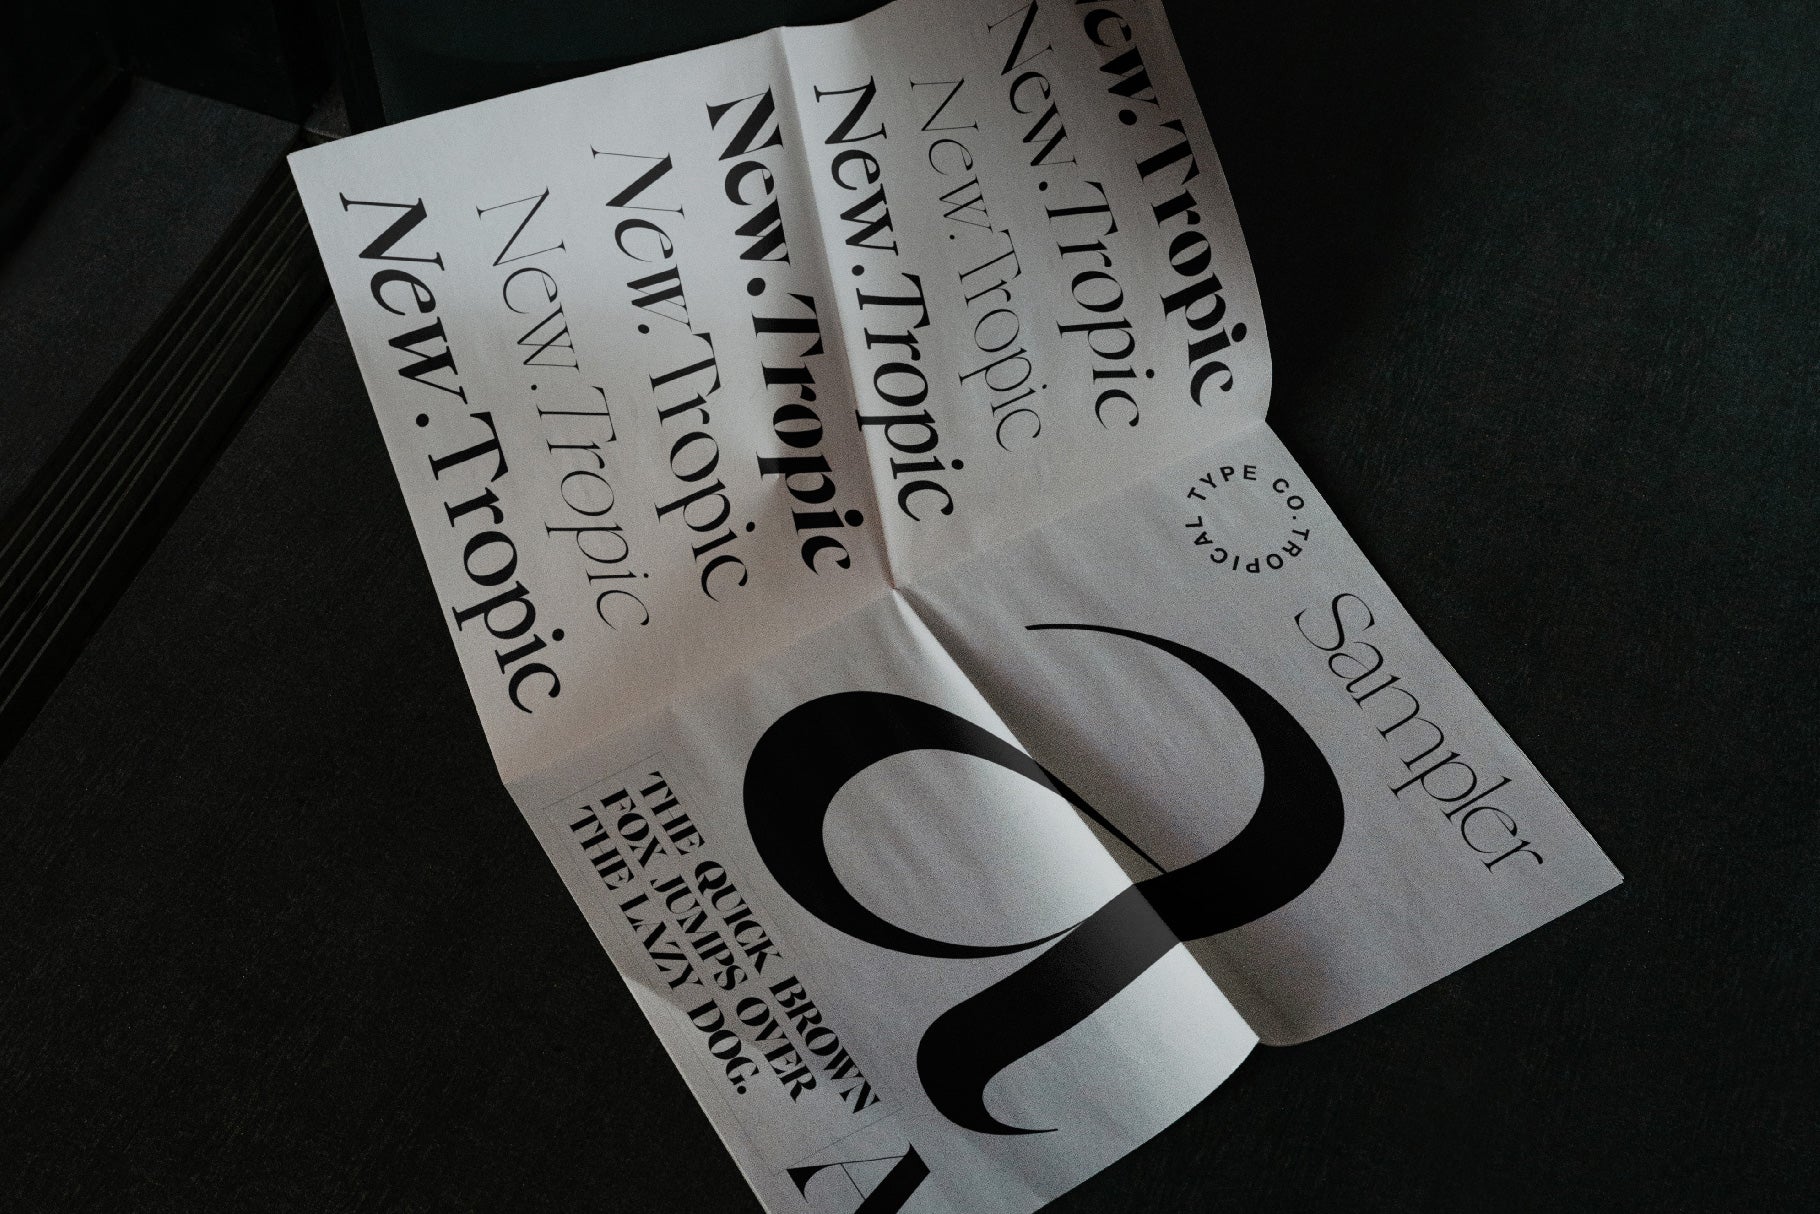 New.Tropic
New.Tropic
New.Tropic
New.Tropic
New.Tropic
New.Tropic
New.Tropic
New.Tropic
TROPICAL TYPE CO.
Sampler
a
THE QUICK BROWN
FOX JUMPS OVER
THE LAZY DOG.
A